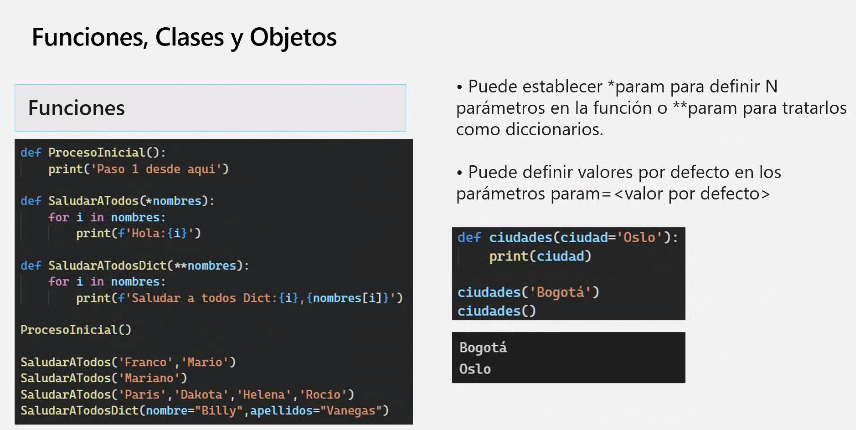 Funciones, Clases y Objetos
Funciones
def ProcesoInicial():
print('Paso 1 desde aqui')
def SaludarATodos(*nombres):
for i in nombres:
print(f'Hola:{i}')
def SaludarATodosDict(**nombres):
for i in nombres:
print(f'Saludar a todos Dict:{i},{nombres[i]}')
ProcesoInicial()
SaludarATodos('Franco','Mario')
SaludarATodos('Mariano')
SaludarATodos('Paris','Dakota','Helena','Rocio')
SaludarATodosDict(nombre="Billy",apellidos="Vanegas")
• Puede establecer *param para definir N
parámetros en la función o **param para tratarlos
como diccionarios.
• Puede definir valores por defecto en los
parámetros param=<valor por defecto>
def ciudades(ciudad='Oslo'):
print(ciudad)
ciudades('Bogotá')
ciudades()
Bogotá
Oslo